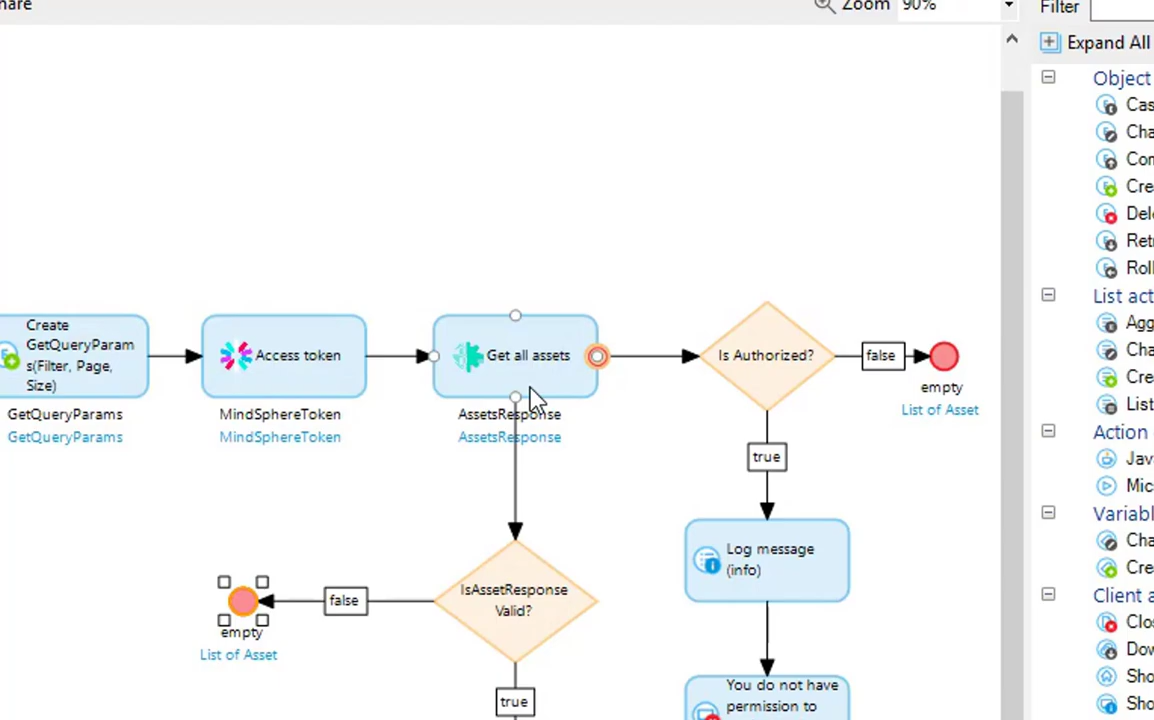 hare
Zoom
90%
Filter
Expand All
Object
Cas
Cha
Con
Cre
Dele
Retr
Roll
List act
Agg
Cha
Cre
List
Action
Java
Mic
Variabl
Cha
Cre
Client a
Clos
Dow
Sho
Sho
Create
GetQueryParam
s(Filter, Page,
Size)
GetQueryParams
GetQueryParams
Access token
MindSphereToken
MindSphereToken
Get all assets
AssetsResponse
AssetsResponse
Is Authorized?
false
empty
List of Asset
true
Log message
(info)
You do not have
permission to
IsAssetResponse
Valid?
false
empty
List of Asset
true